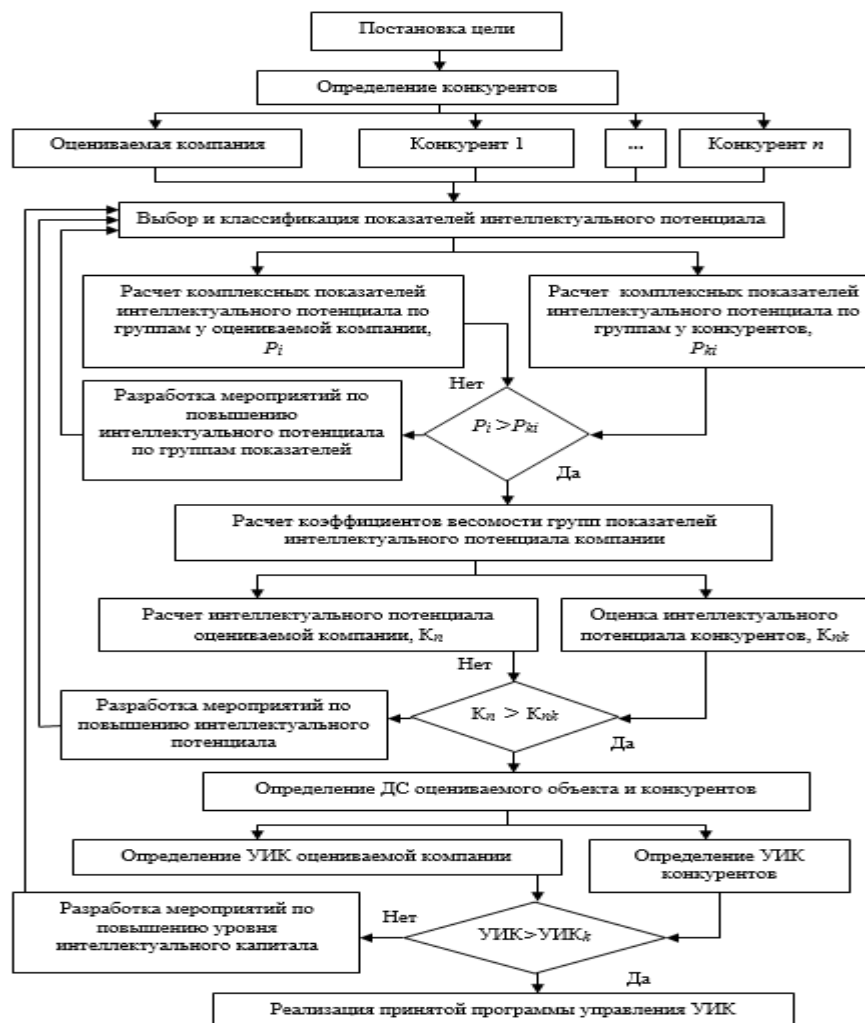 Постановка цели
Определение конкурентов
Оцениваемая компания
Конкурент 1
...
Конкурент n
Выбор и классификация показателей интеллектуального потенциала
Расчет комплексных показателей
интеллектуального потенциала по
группам у оцениваемой компании,
Pi
Расчет комплексных показателей
интеллектуального потенциала по
группам у конкурентов,
Pki
Нет
Разработка мероприятий по
повышению
интеллектуального потенциала
по группам показателей
Pi >Pki
Да
Расчет коэффициентов весомости групп показателей
интеллектуального потенциала компании
Расчет интеллектуального потенциала
оцениваемой компании, Kn
Оценка интеллектуального
потенциала конкурентов, Knk
Нет
Разработка мероприятий по
повышению интеллектуального
потенциала
Kn > Knk
Да
Определение ДС оцениваемого объекта и конкурентов
Определение УИК оцениваемой компании
Определение УИК
конкурентов
Разработка мероприятий по
повышению уровня
интеллектуального капитала
Нет
УИК>УИКk
Да
Реализация принятой программы управления УИК